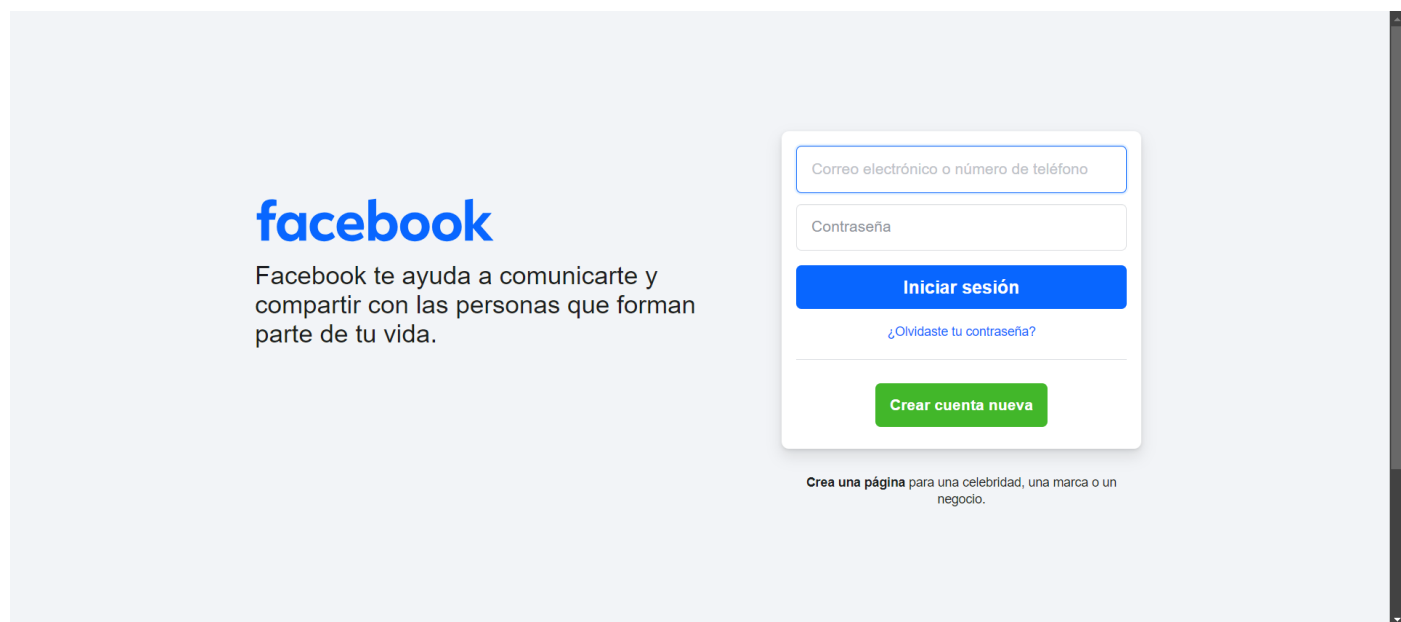 facebook
Facebook te ayuda a comunicarte y
compartir con las personas que forman
parte de tu vida.
Correo electrónico o número de teléfono
Contraseña
Iniciar sesión
¿Olvidaste tu contraseña?
Crear cuenta nueva
Crea una página para una celebridad, una marca o un
negocio.